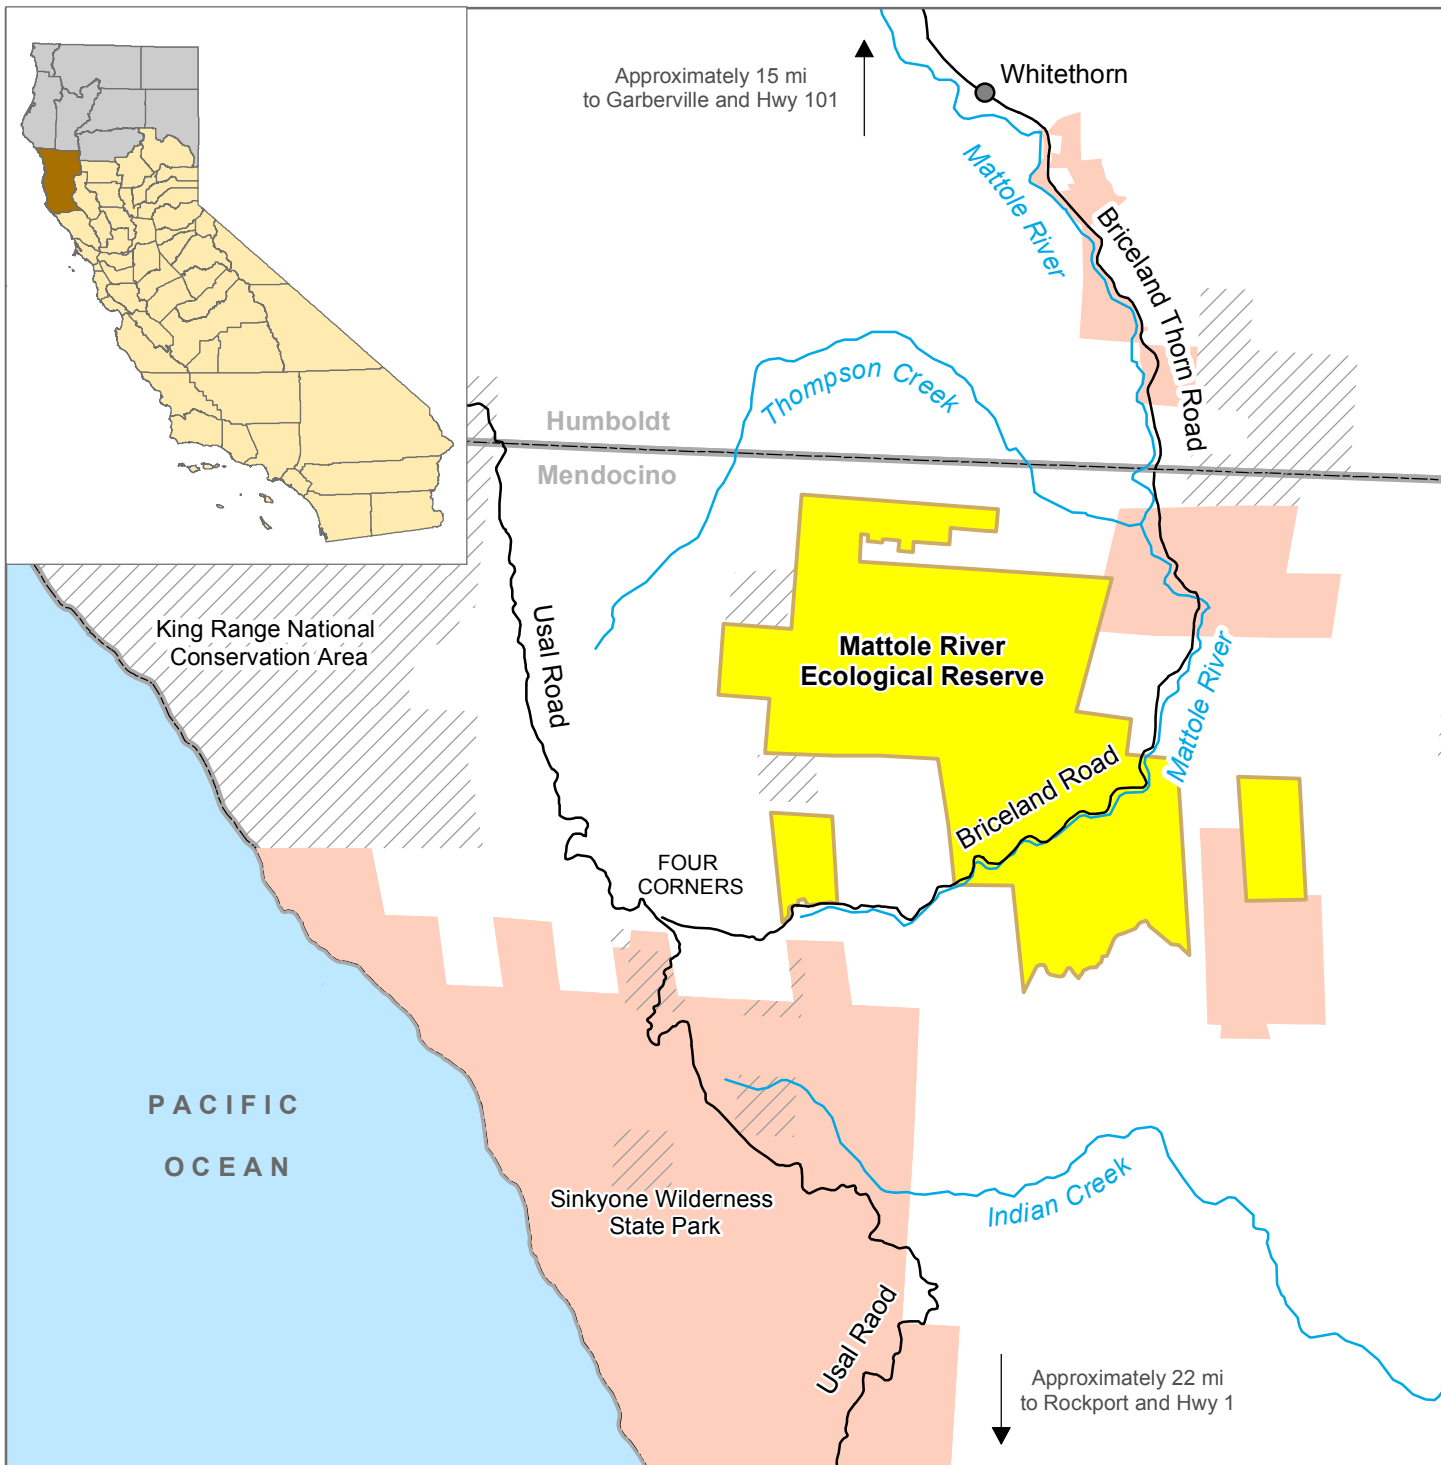 Approximately 15 mi
to Garberville and Hwy 101
Whitethorn
Mattole River
Briceland Thorn Road
Thompson Creek
Humboldt
Mendocino
King Range National
Conservation Area
Usal Road
Mattole River
Ecological Reserve
Mattole River
Briceland Road
FOUR
CORNERS
PACIFIC
OCEAN
Sinkyone Wilderness
State Park
Indian Creek
Usal Raod
Approximately 22 mi
to Rockport and Hwy 1